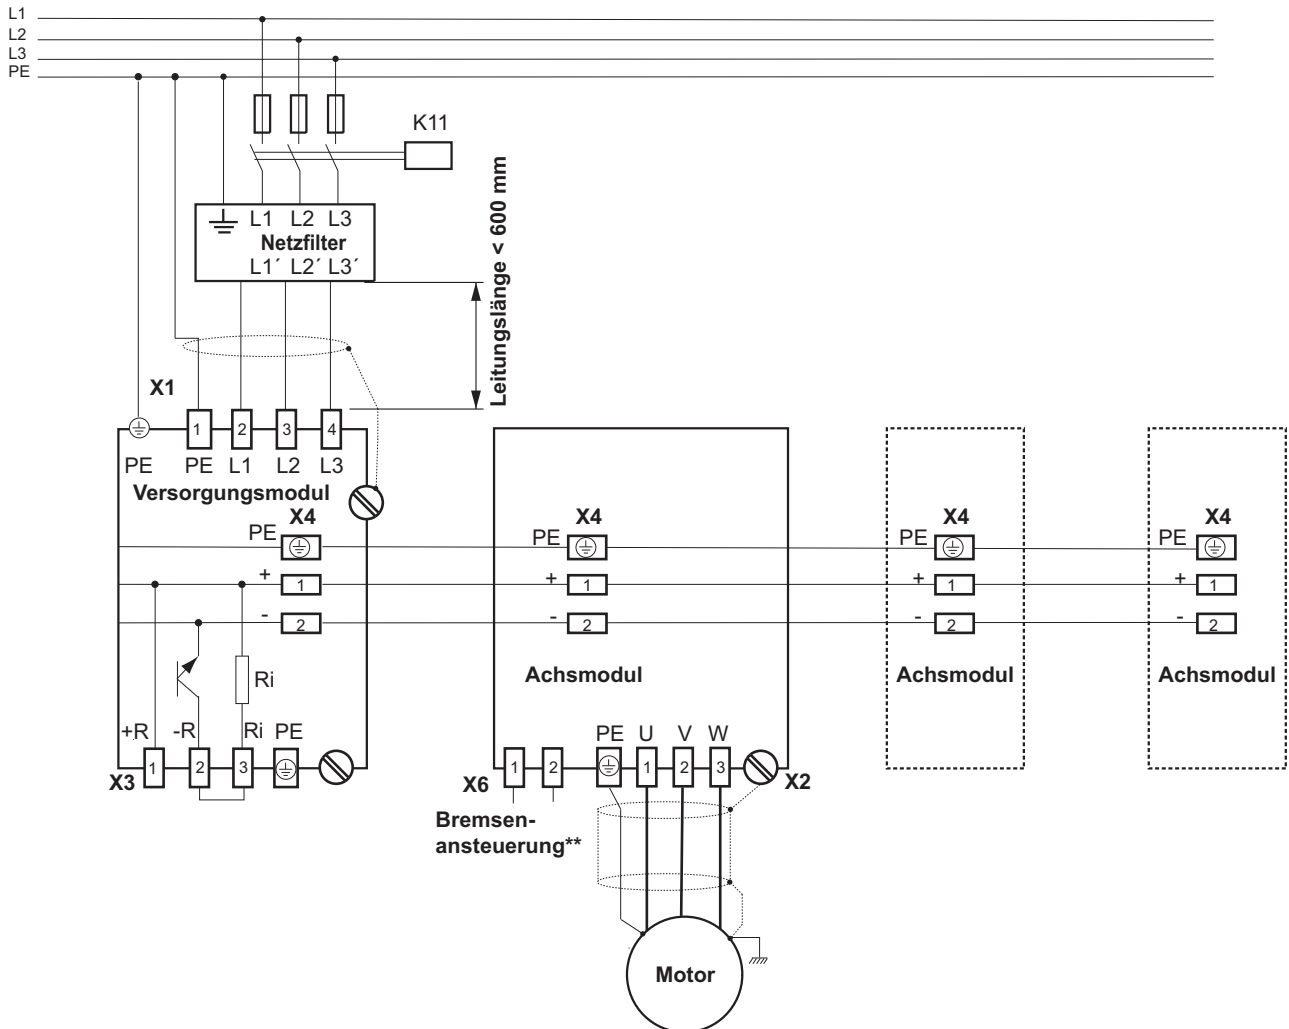 L1
L2
L3
PE
K11
L1 L2 L3
Netzfilter
L1´ L2´ L3´
Leitungslänge < 600 mm
X1
1 2 3 4
PE PE L1 L2 L3
Versorgungsmodul
X4 X4 X4 X4
PE PE PE PE
+ 1 + 1 + 1 + 1
- 2 - 2 - 2 - 2
Ri
Achsmodul Achsmodul Achsmodul
+R -R Ri PE
PE U V W
X3 1 2 3
X6 1 2 1 2 3 X2
Bremsen-
ansteuerung**
Motor